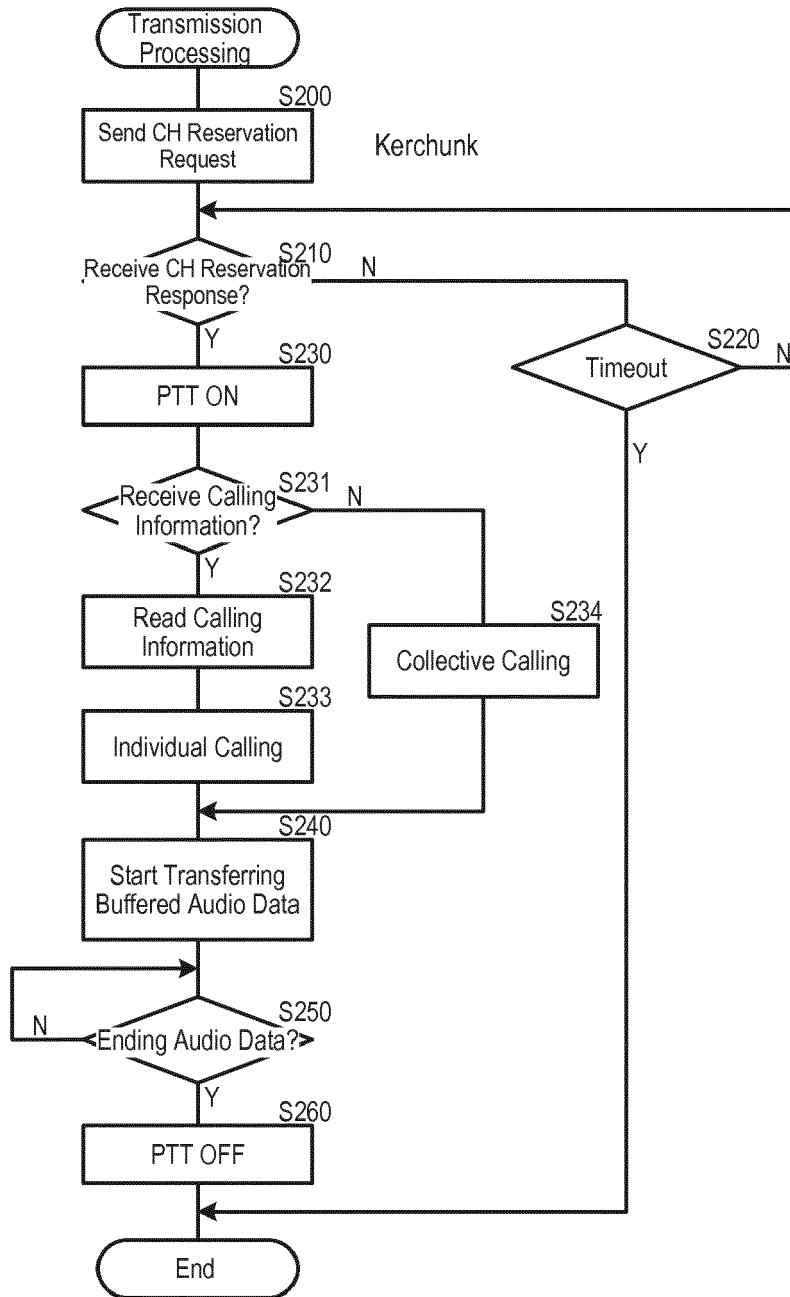 Transmission
Processing
S200
Send CH Reservation
Request
Kerchunk
S210
Receive CH Reservation
Response?
N
Y
S220
Timeout
N
Y
S230
PTT ON
S231
Receive Calling
Information?
N
Y
S232
Read Calling
Information
S234
Collective Calling
S233
Individual Calling
S240
Start Transferring
Buffered Audio Data
S250
Ending Audio Data?
N
Y
S260
PTT OFF
End